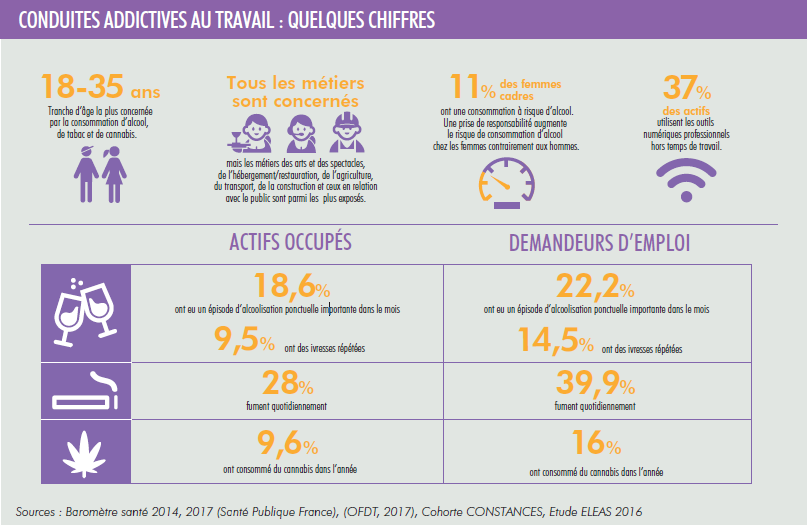 CONDUITES ADDICTIVES AU TRAVAIL : QUELQUES CHIFFRES
18-35 ans
Tranche d'âge la plus concernée
par la consommation d'alcool,
de tabac et de cannabis.
Tous les métiers
sont concernés
mais les métiers des arts et des spectacles,
de l'hébergement/restauration, de l'agriculture,
du transport, de la construction et ceux en relation
avec le public sont parmi les plus exposés.
11% des femmes
cadres
ont une consommation à risque d'alcool.
Une prise de responsabilité augmente
le risque de consommation d'alcool
chez les femmes contrairement aux hommes.
37%
des actifs
utilisent les outils
numériques professionnels
hors temps de travail.
ACTIFS OCCUPÉS
DEMANDEURS D'EMPLOI
18,6%
ont eu un épisode d'alcoolisation ponctuelle importante dans le mois
9,5% ont des ivresses répétées
22,2%
ont eu un épisode d'alcoolisation ponctuelle importante dans le mois
14,5% ont des ivresses répétées
28%
fument quotidiennement
39,9%
fument quotidiennement
9,6%
ont consommé du cannabis dans l'année
16%
ont consommé du cannabis dans l'année
Sources : Baromètre santé 2014, 2017 (Santé Publique France), (OFDT, 2017), Cohorte CONSTANCES, Etude ELEAS 2016